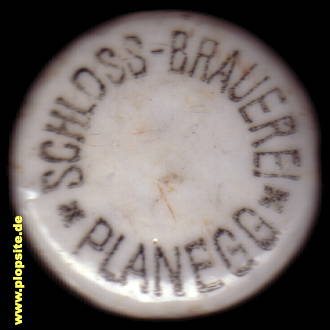 SCHLOSS-BRAUEREI
* PLANEGG *
www.plopsite.de